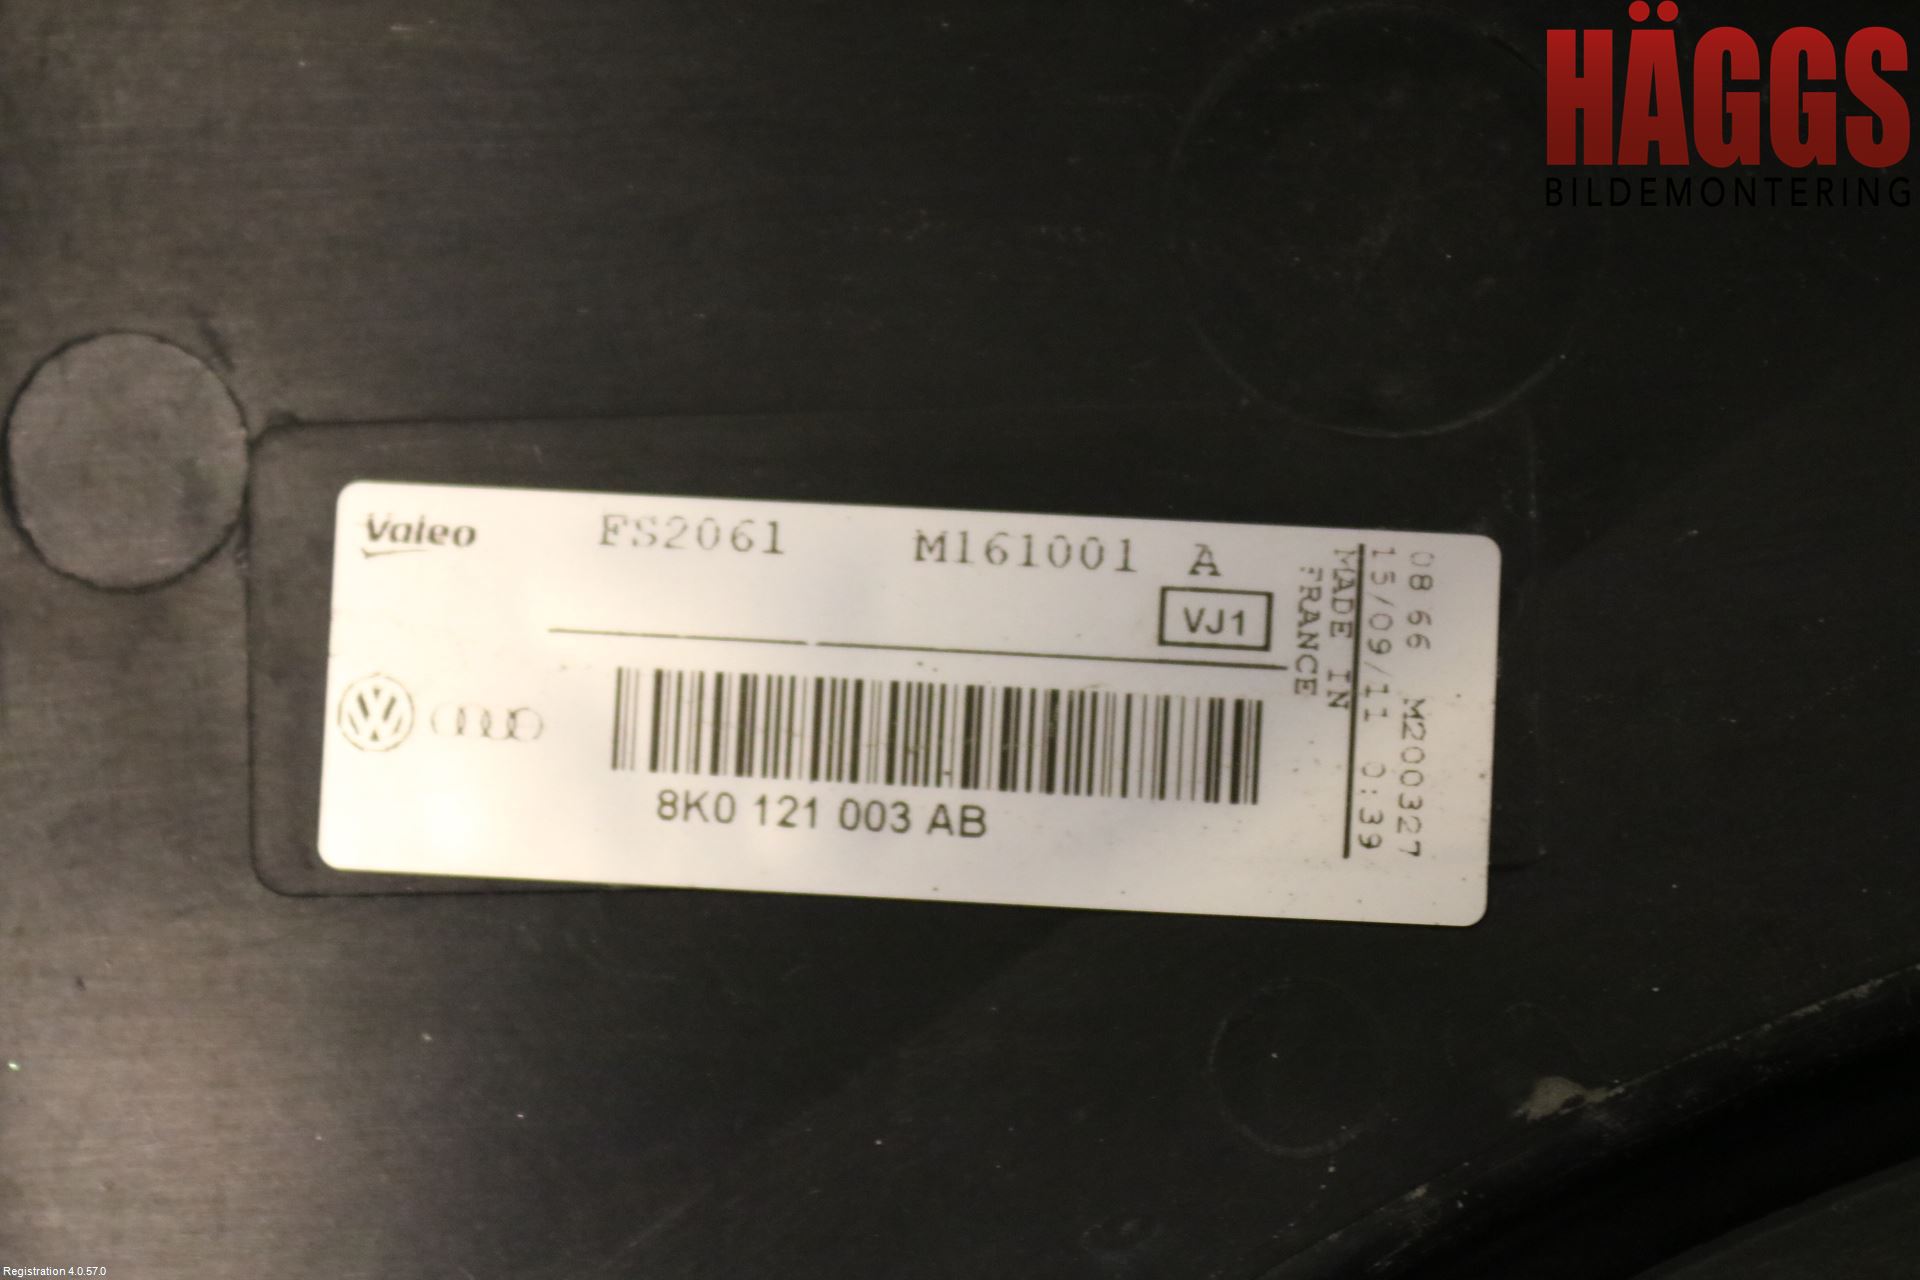 HÄGGS
BILDEMONTERING
Valeo FS2061 M161001 A
VJ1
8K0 121 003 AB
MADE IN
FRANCE
15/09/11 0:39
08 66 M200327
Registration 4.0.57.0